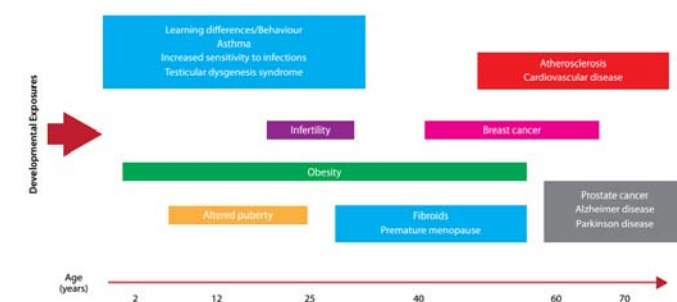 Learning differences/Behaviour
Asthma
Increased sensitivity to infections
Testicular dysgenesis syndrome
Atherosclerosis
Cardiovascular disease
Developmental Exposures
Infertility
Breast cancer
Obesity
Altered puberty
Fibroids
Premature menopause
Prostate cancer
Alzheimer disease
Parkinson disease
Age
(years)
2 12 25 40 60 70